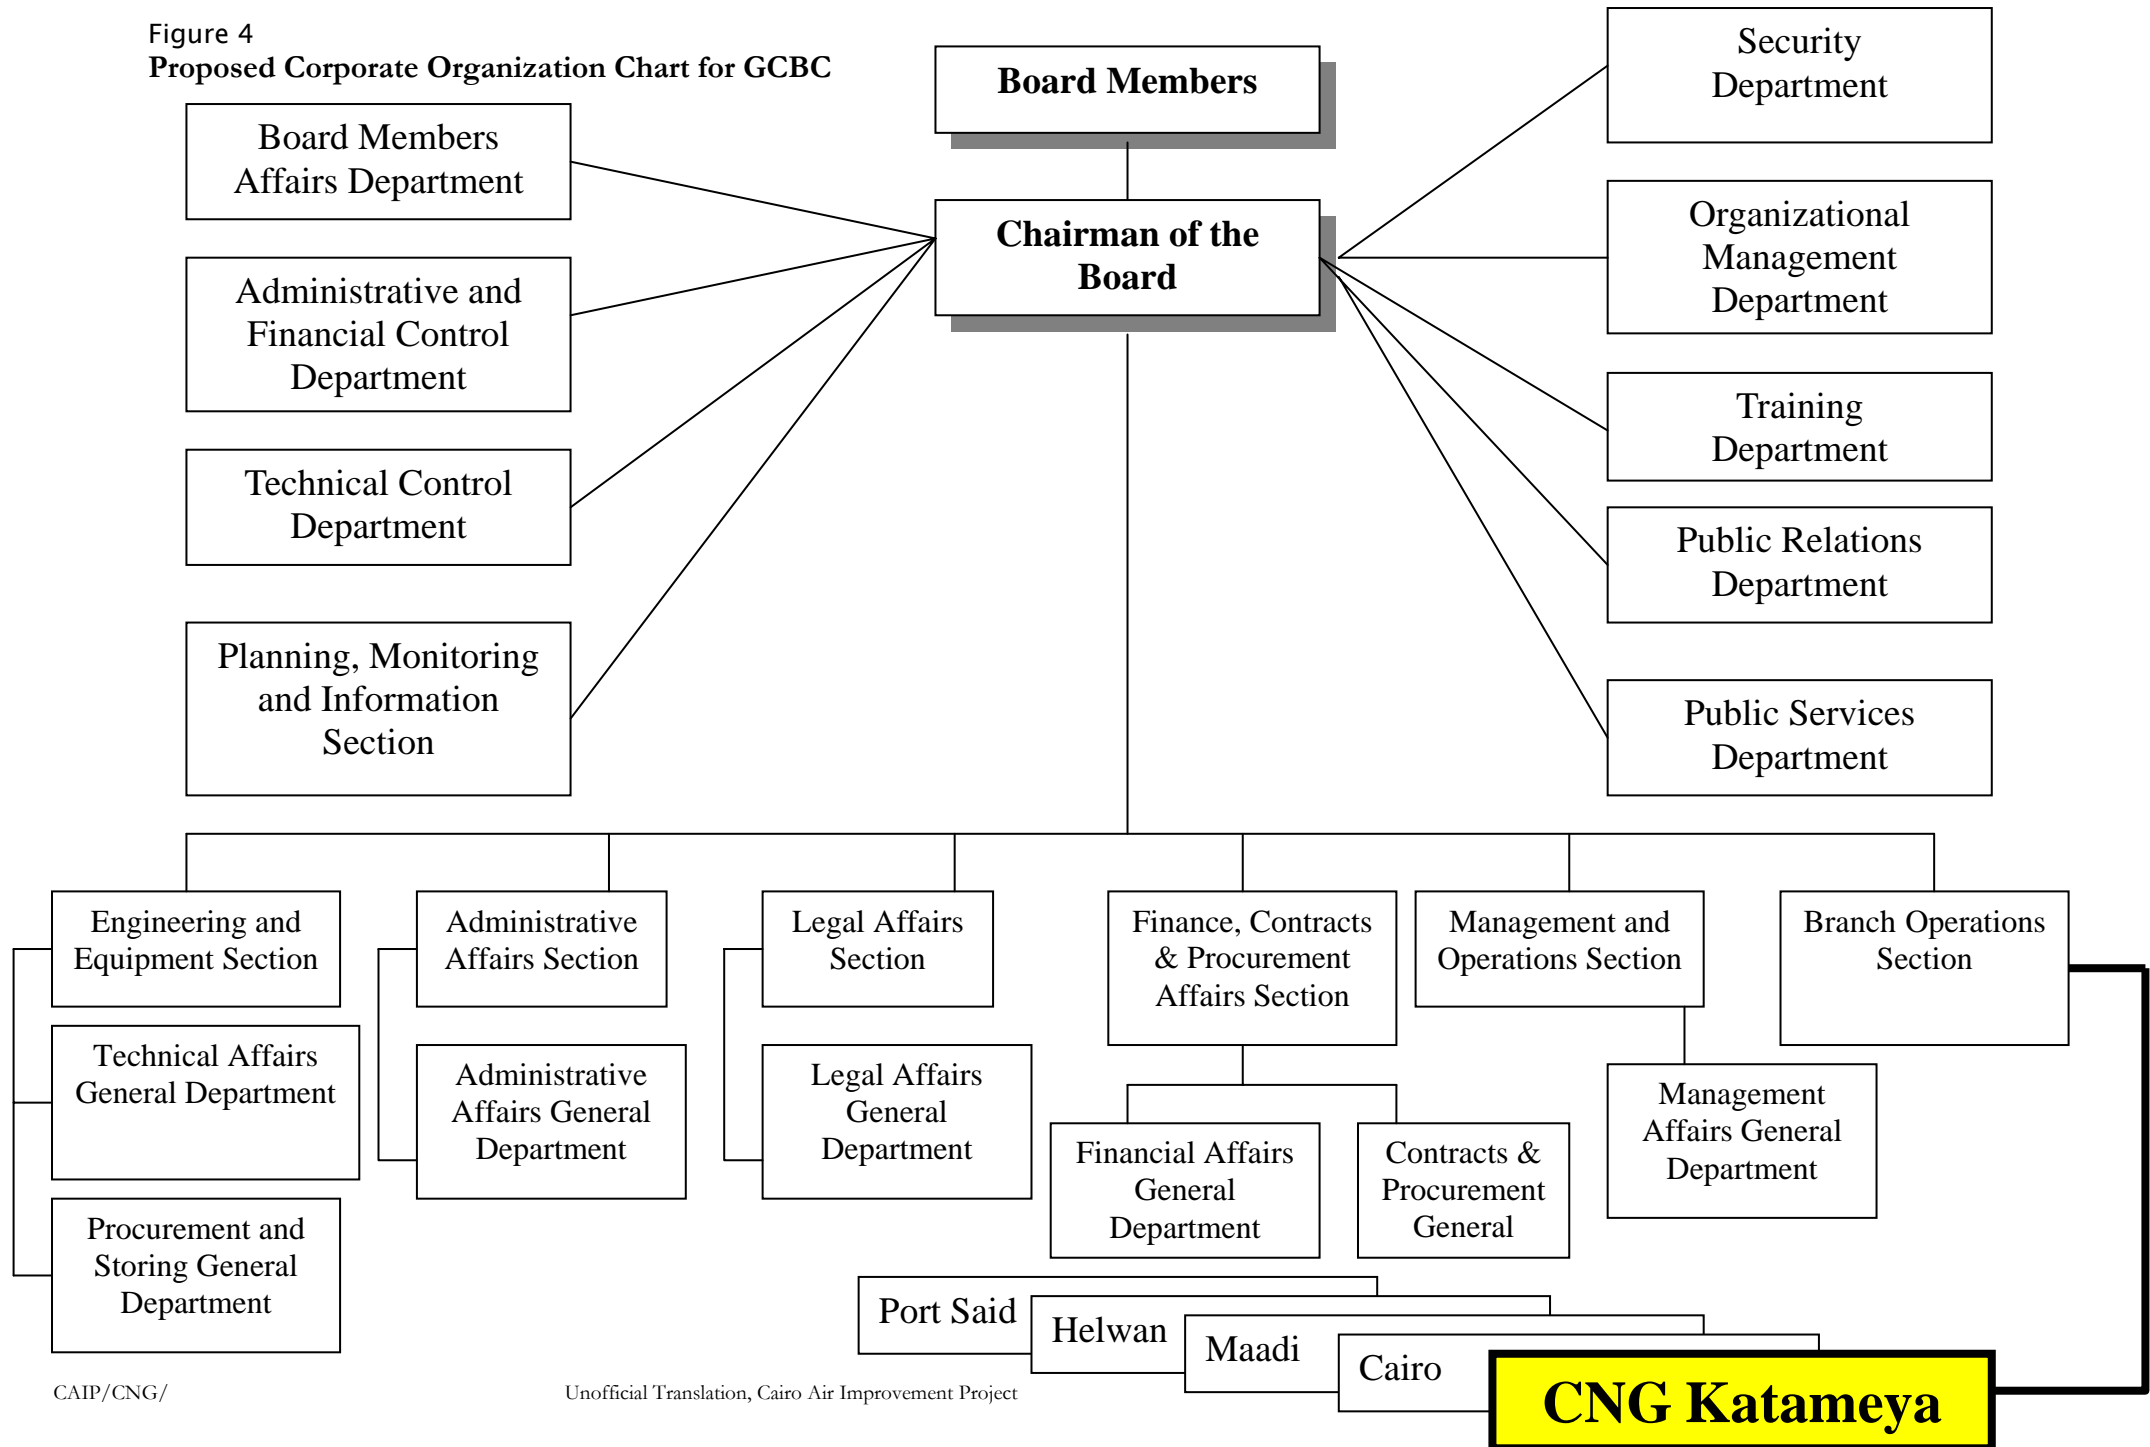 Figure 4
Proposed Corporate Organization Chart for GCBC
Board Members
Chairman of the
Board
Board Members
Affairs Department
Administrative and
Financial Control
Department
Technical Control
Department
Planning, Monitoring
and Information
Section
Security
Department
Organizational
Management
Department
Training
Department
Public Relations
Department
Public Services
Department
Engineering and
Equipment Section
Technical Affairs
General Department
Procurement and
Storing General
Department
Administrative
Affairs Section
Administrative
Affairs General
Department
Legal Affairs
Section
Legal Affairs
General
Department
Finance, Contracts
& Procurement
Affairs Section
Financial Affairs
General
Department
Contracts &
Procurement
General
Management and
Operations Section
Management
Affairs General
Department
Branch Operations
Section
Port Said
Helwan
Maadi
Cairo
CNG Katameya
CAIP/CNG/
Unofficial Translation, Cairo Air Improvement Project